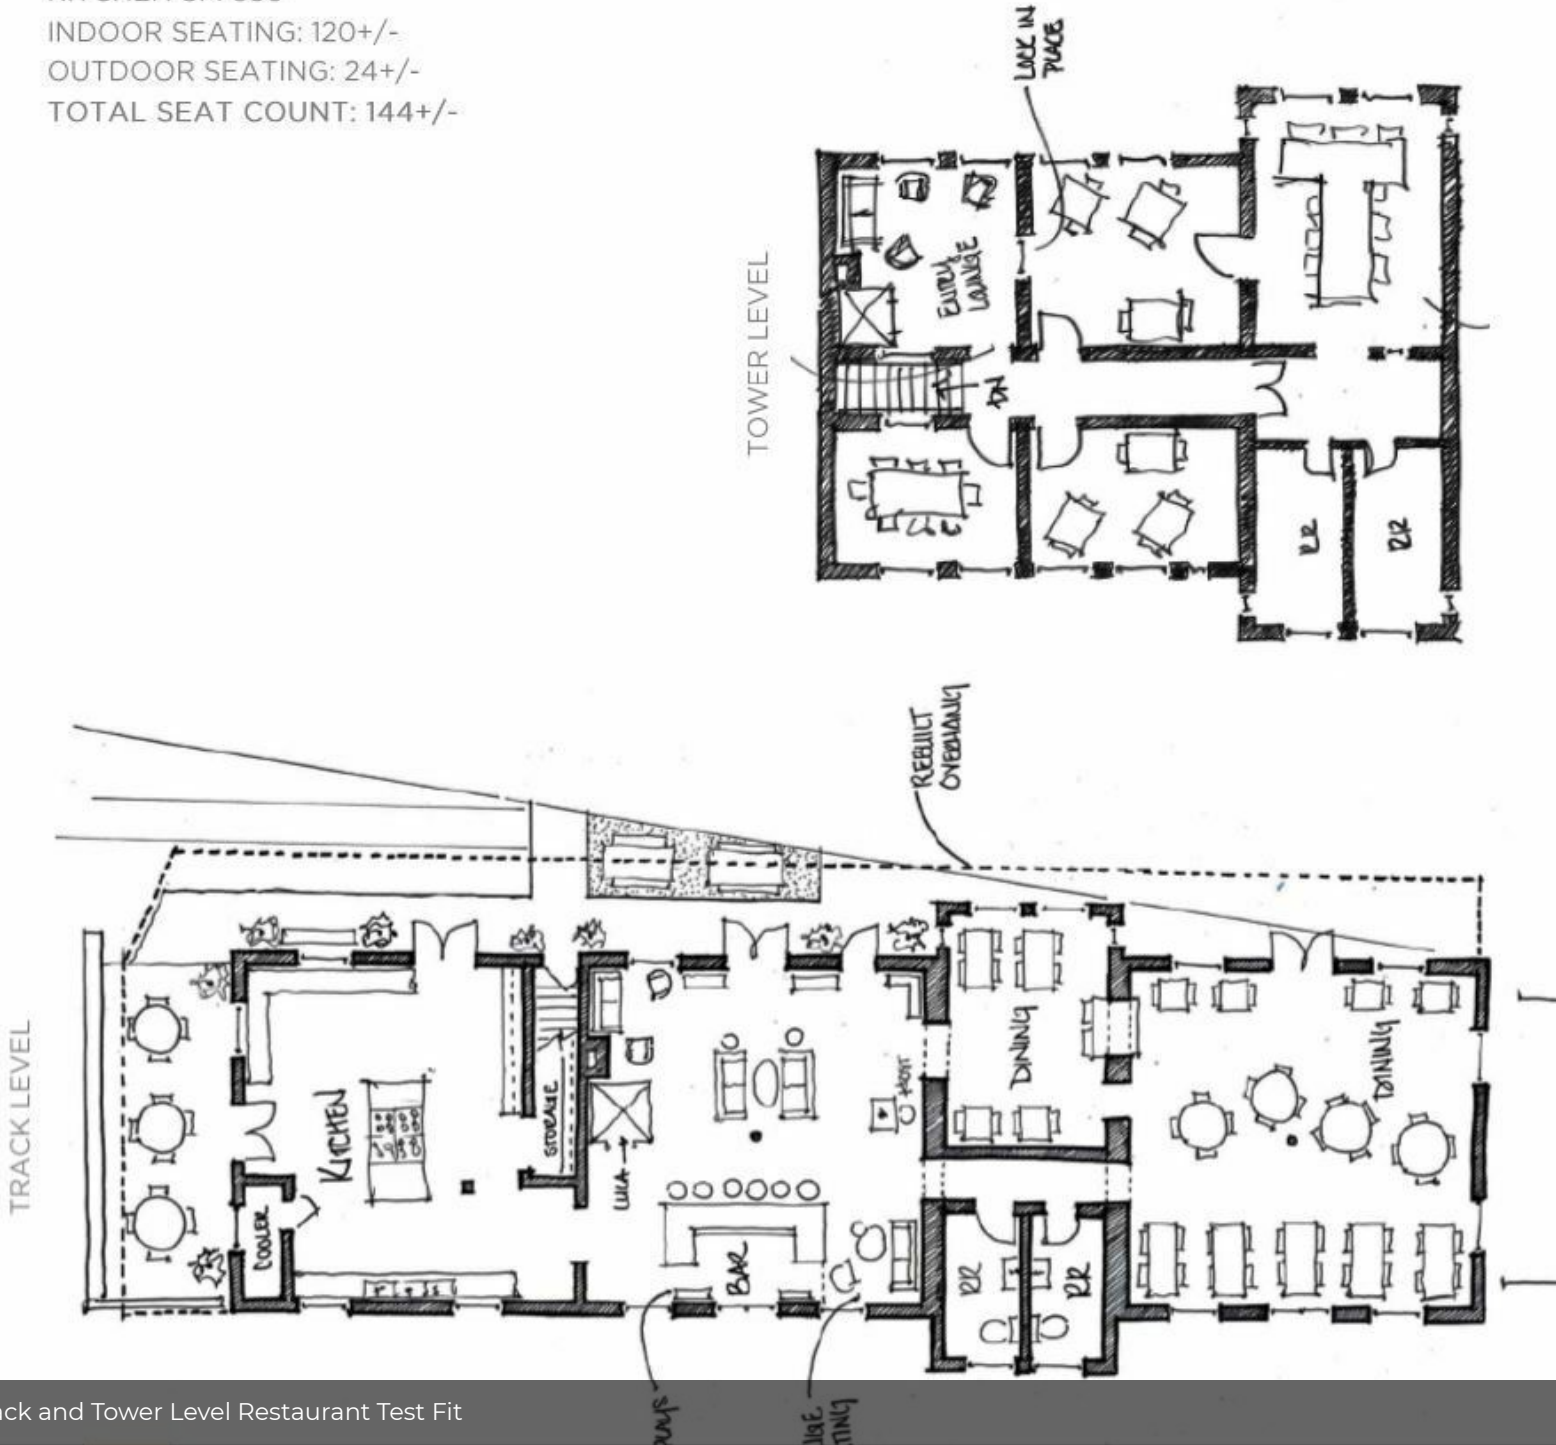 INDOOR SEATING: 120+/-
OUTDOOR SEATING: 24+/-
TOTAL SEAT COUNT: 144+/-
LOCK IN
PLACE
TOWER LEVEL
ENTRY
LOUNGE
DN
RR
RR
REBUILT
OVERHANG
TRACK LEVEL
KITCHEN
COOLER
STORAGE
BAR
HOST
DINING
DINING
RR
RR
ck and Tower Level Restaurant Test Fit